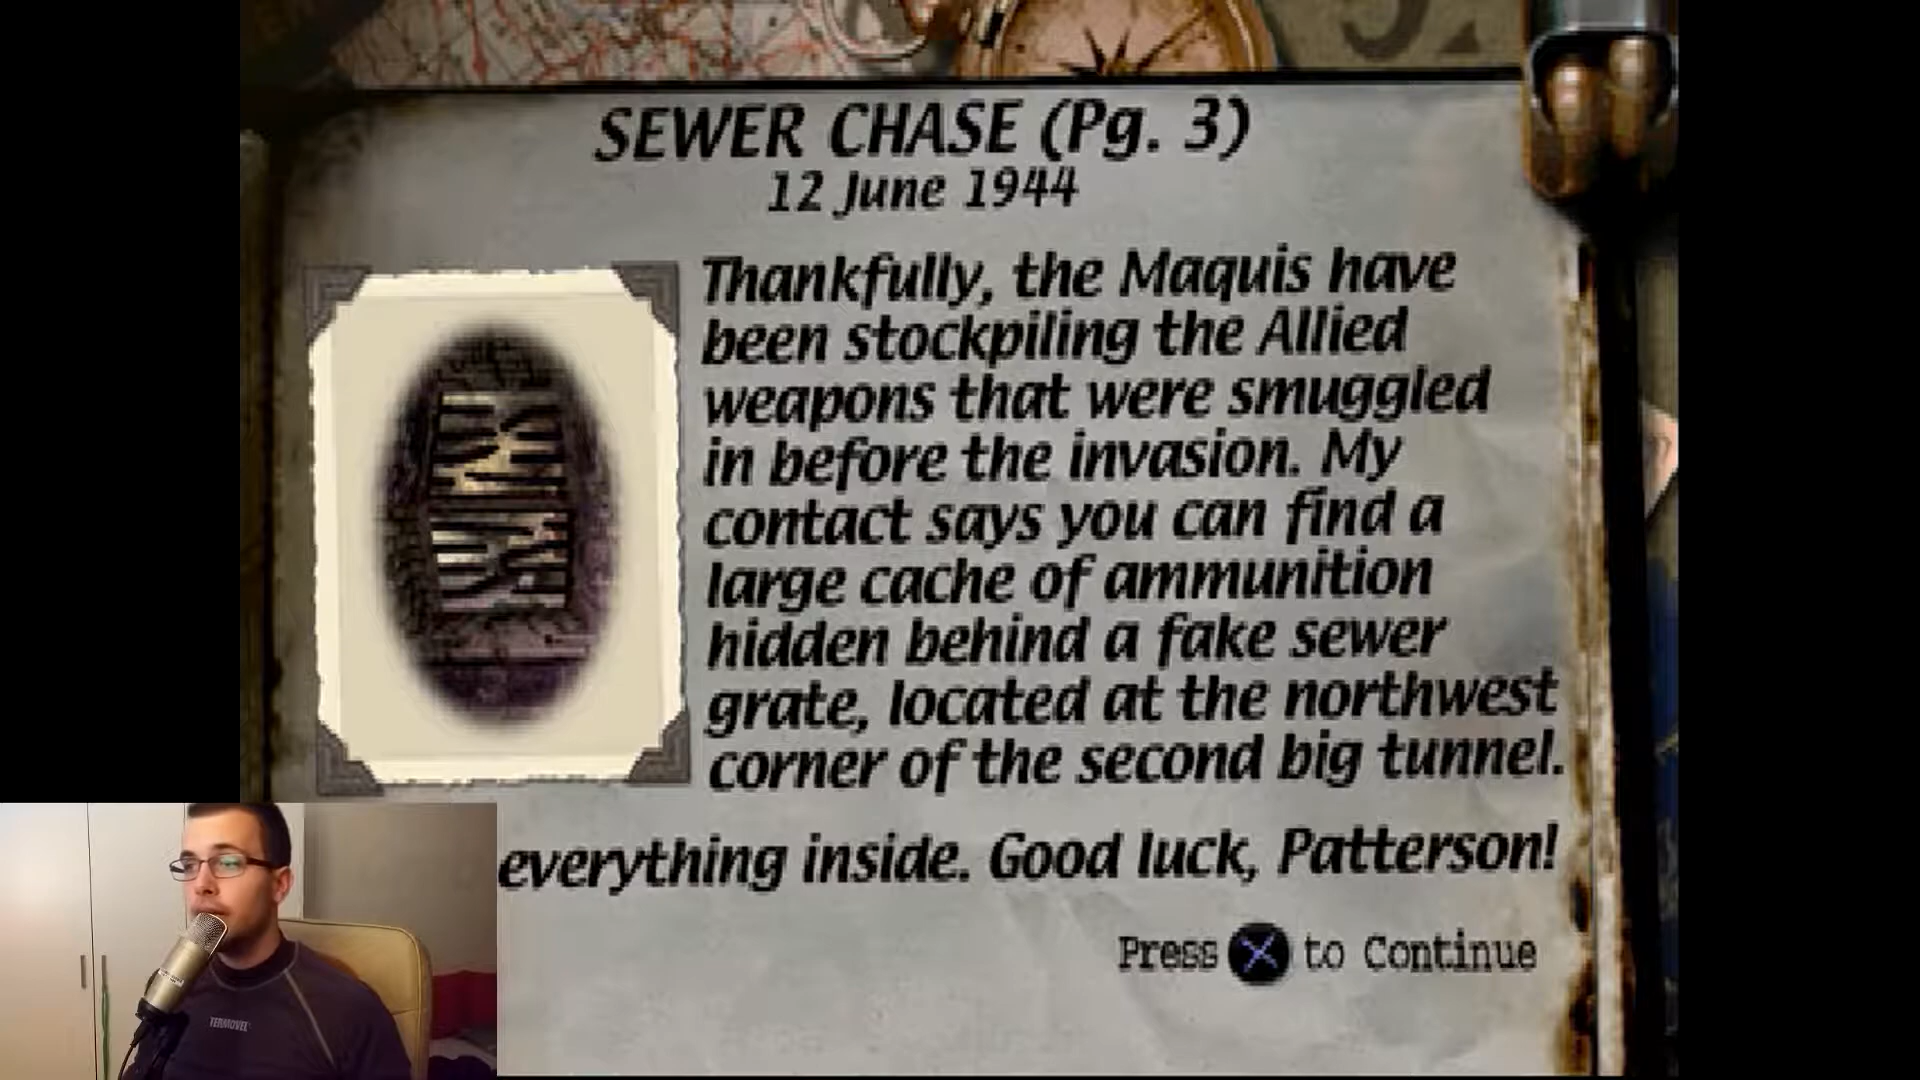 SEWER CHASE (Pg. 3)
12 June 1944
Thankfully, the Maquis have
been stockpiling the Allied
weapons that were smuggled
in before the invasion. My
contact says you can find a
large cache of ammunition
hidden behind a fake sewer
grate, located at the northwest
corner of the second big tunnel.
everything inside. Good luck, Patterson!
Press X to Continue
TERMOVEL